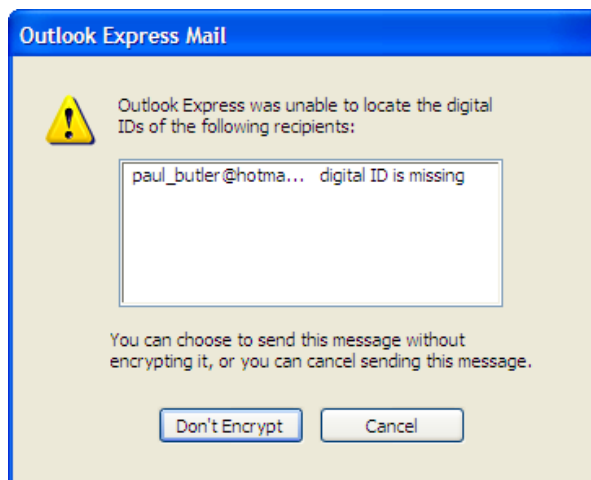 Outlook Express Mail
Outlook Express was unable to locate the digital
IDs of the following recipients:
paul_butler@hotma... digital ID is missing
You can choose to send this message without
encrypting it, or you can cancel sending this message.
Don't Encrypt Cancel